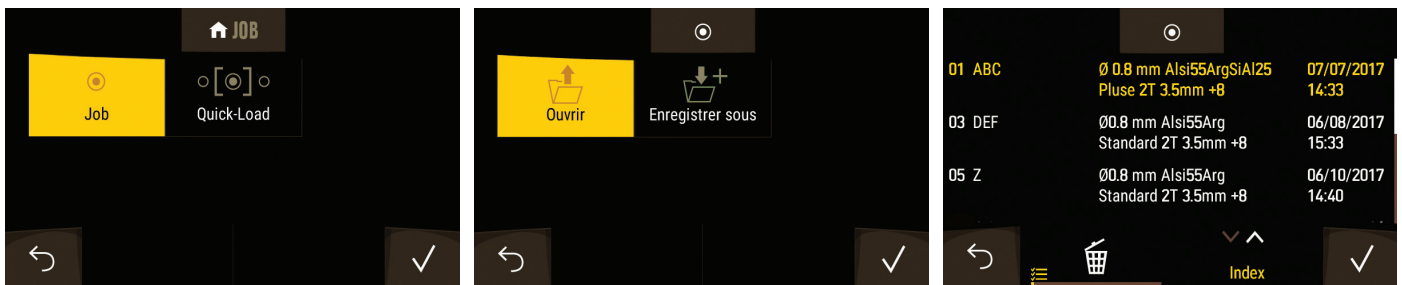 JOB
Job
Quick-Load
Ouvrir
Enregistrer sous
01 ABC Ø 0.8 mm Alsi55ArgSiAl25 07/07/2017
Pluse 2T 3.5mm +8 14:33
03 DEF Ø0.8 mm Alsi55Arg 06/08/2017
Standard 2T 3.5mm +8 15:33
05 Z Ø0.8 mm Alsi55Arg 06/10/2017
Standard 2T 3.5mm +8 14:40
Index